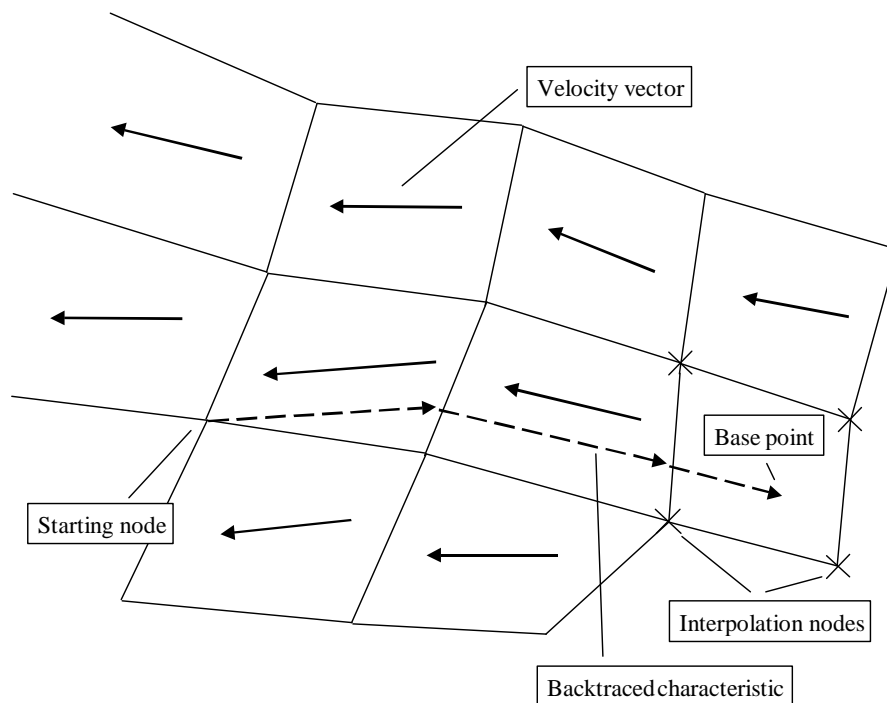 Velocity vector
Base point
Starting node
Interpolation nodes
Backtraced characteristic